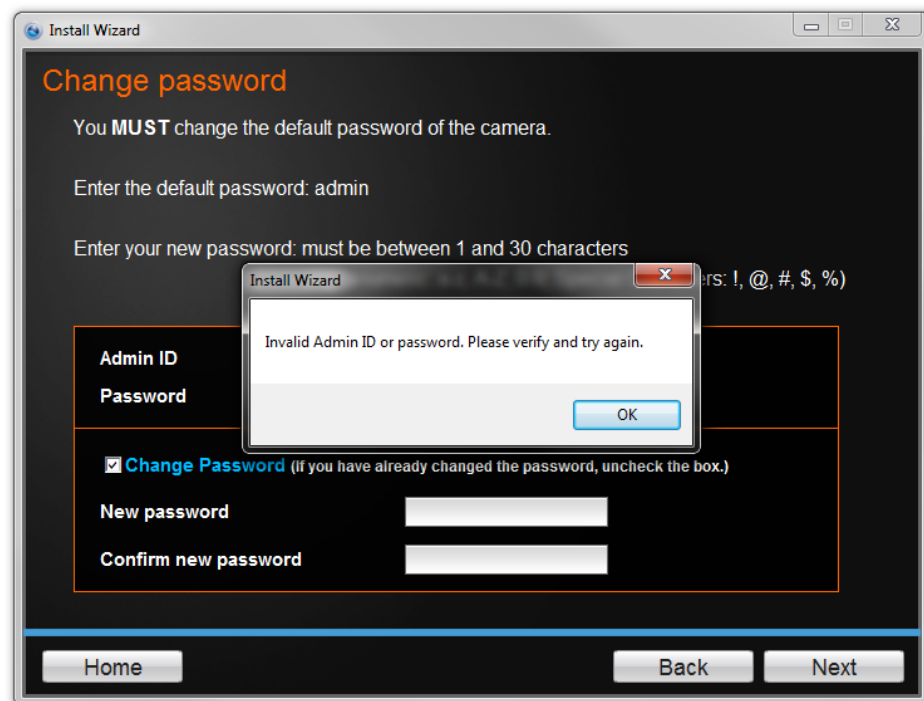 Install Wizard
Change password
You MUST change the default password of the camera.
Enter the default password: admin
Enter your new password: must be between 1 and 30 characters
Install Wizard
!, @, #, $, %)
Invalid Admin ID or password. Please verify and try again.
Admin ID
Password
OK
Change Password (If you have already changed the password, uncheck the box.)
New password
Confirm new password
Home
Back
Next